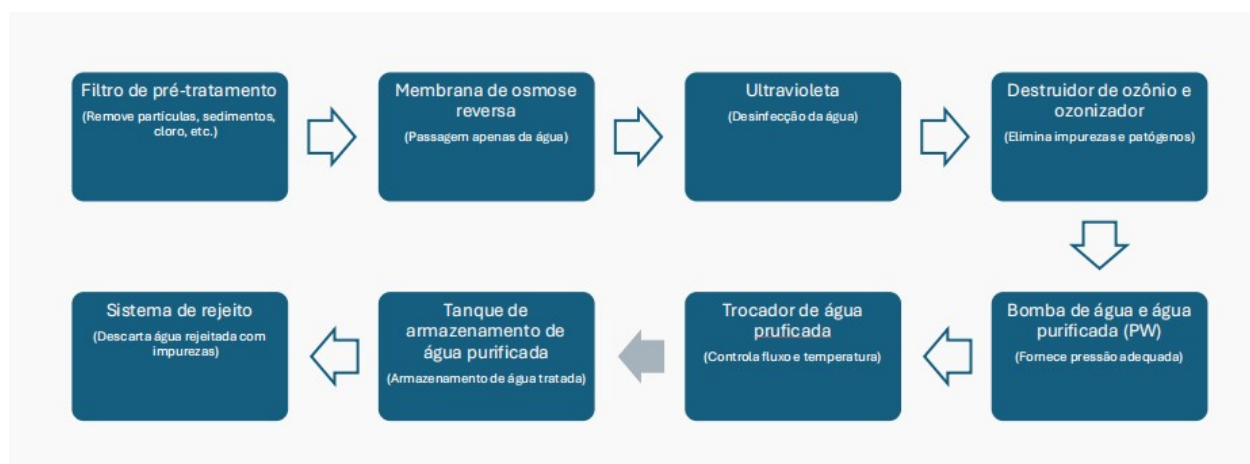 Filtro de pré-tratamento
(Remove partículas, sedimentos,
cloro, etc.)
Membrana de osmose
reversa
(Passagem apenas da água)
Ultravioleta
(Desinfecção da água)
Destruidor de ozônio e
ozonizador
(Elimina impurezas e patógenos)
Bomba de água e água
purificada (PW)
(Fornece pressão adequada)
Trocador de água
pruficada
(Controla fluxo e temperatura)
Tanque de
armazenamento de
água purificada
(Armazenamento de água tratada)
Sistema de rejeito
(Descarta água rejeitada com
impurezas)